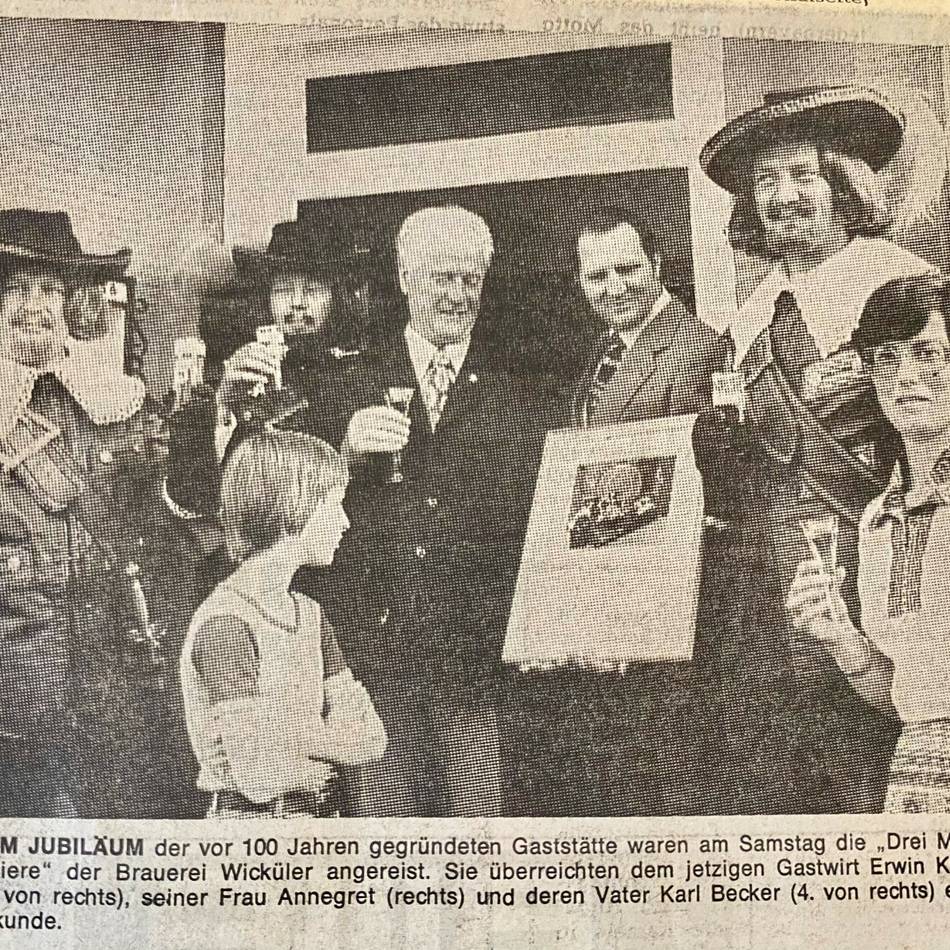 M JUBILÄUM der vor 100 Jahren gegründeten Gaststätte waren am Samstag die „Drei M
iere“ der Brauerei Wicküler angereist. Sie überreichten dem jetzigen Gastwirt Erwin K
von rechts), seiner Frau Annegret (rechts) und deren Vater Karl Becker (4. von rechts) e
kunde.